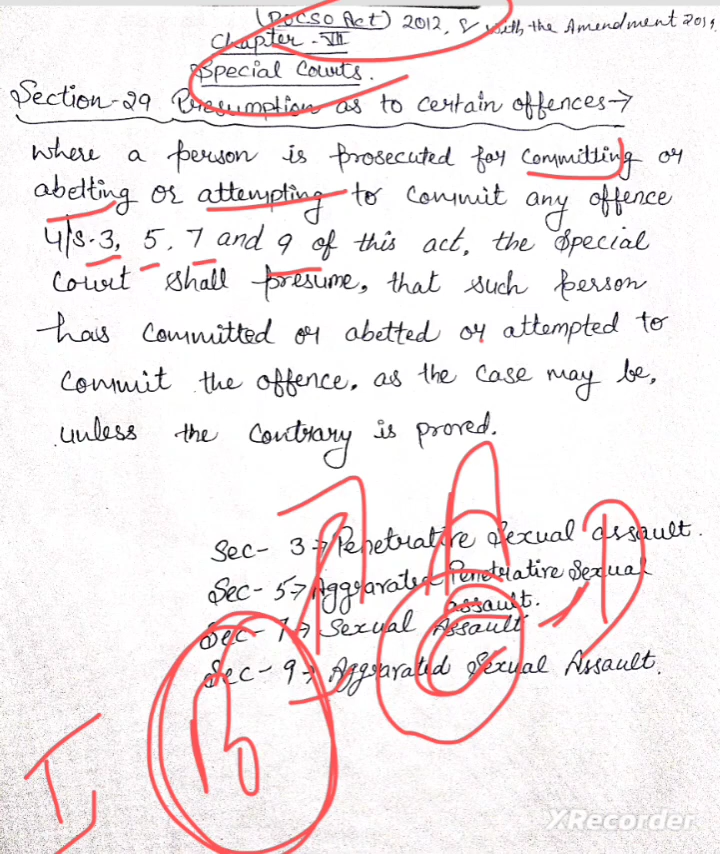 (POCSO Act) 2012, & with the Amendment 2019,
Chapter - VII
Special Courts.
Section-29 Presumption as to certain offences→
where a person is prosecuted for committing or
abetting or attempting to commit any offence
u/s. 3, 5, 7 and 9 of this act, the special
court shall presume, that such person
has committed or abetted or attempted to
commit the offence, as the case may be,
unless the contrary is proved.
Sec- 3→ Penetrative Sexual assault.
Sec- 5→ Aggravated Penetrative Sexual
assault.
Sec- 7→ Sexual Assault
Sec- 9→ Aggravated Sexual Assault.
A
C
D
B
XRecorder